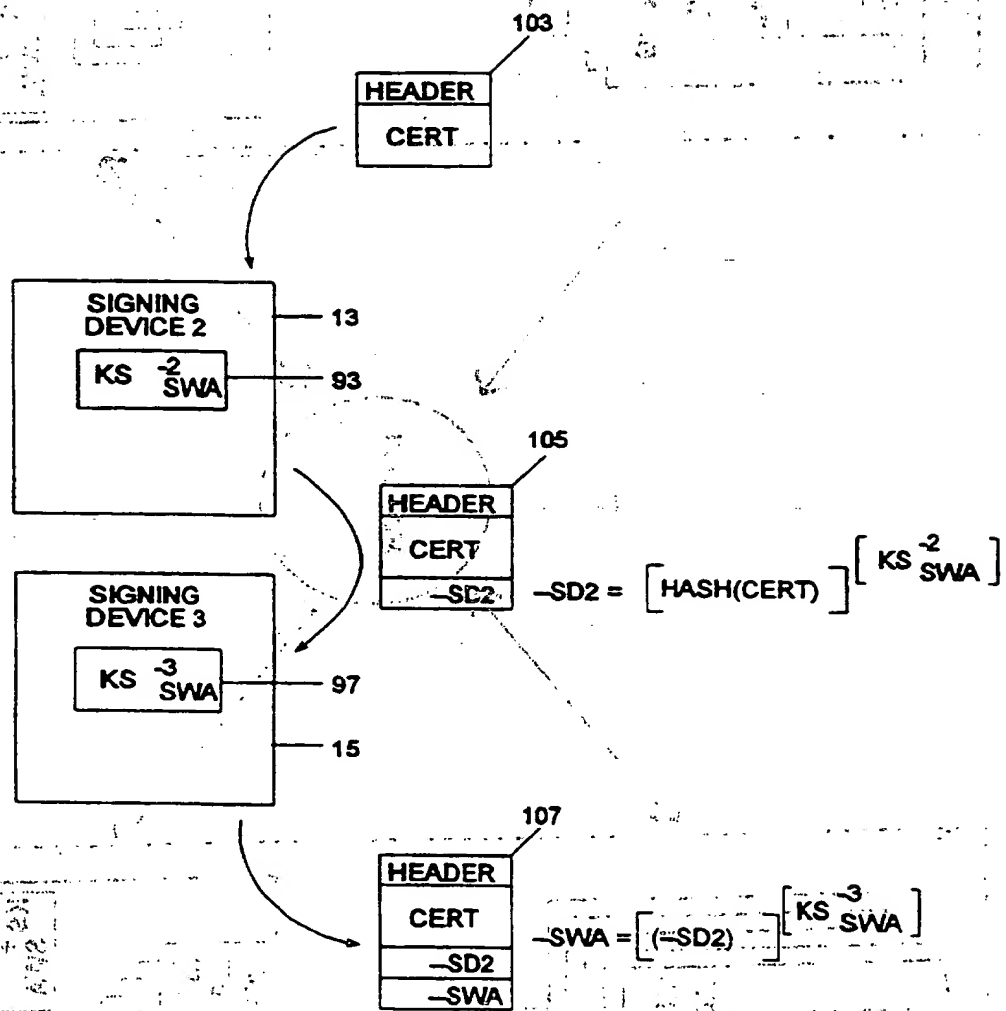 103
HEADER
CERT
SIGNING
DEVICE 2
13
KS -2 SWA
93
105
HEADER
CERT
–SD2
–SD2 = [HASH(CERT)] [KS -2 SWA]
SIGNING
DEVICE 3
KS -3 SWA
97
15
107
HEADER
CERT
–SD2
–SWA
–SWA = [(–SD2)] [KS -3 SWA]